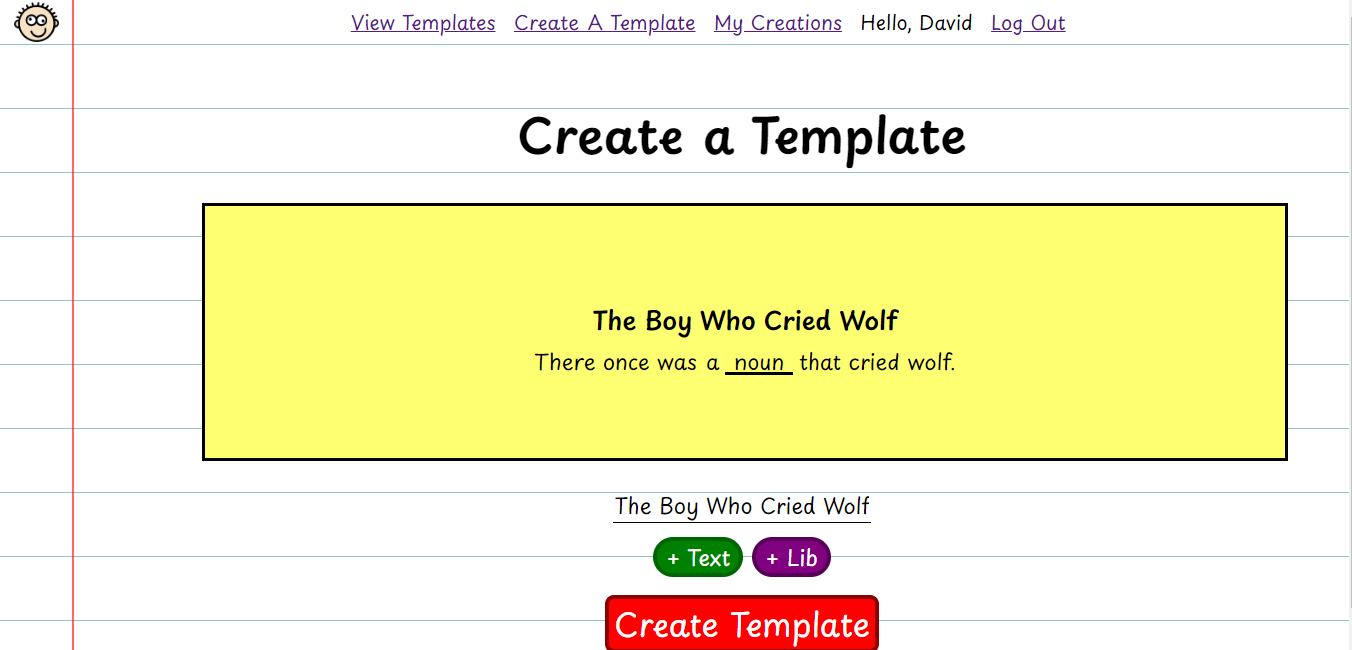 View Templates Create A Template My Creations Hello, David Log Out
Create a Template
The Boy Who Cried Wolf
There once was a noun that cried wolf.
The Boy Who Cried Wolf
+ Text + Lib
Create Template